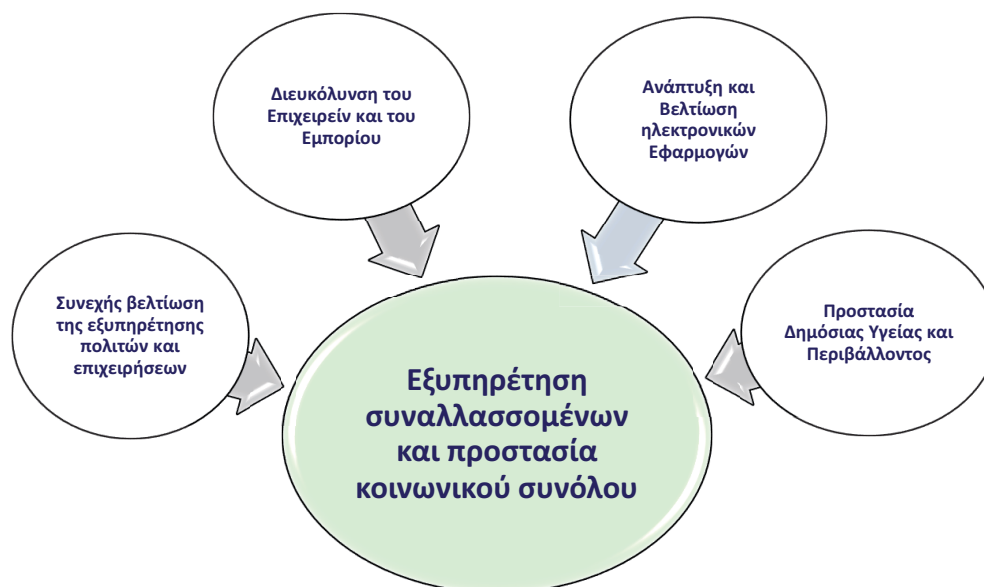 Διευκόλυνση του
Επιχειρείν και του
Εμπορίου
Ανάπτυξη και
Βελτίωση
ηλεκτρονικών
Εφαρμογών
Συνεχής βελτίωση
της εξυπηρέτησης
πολιτών και
επιχειρήσεων
Προστασία
Δημόσιας Υγείας και
Περιβάλλοντος
Εξυπηρέτηση
συναλλασσομένων
και προστασία
κοινωνικού συνόλου